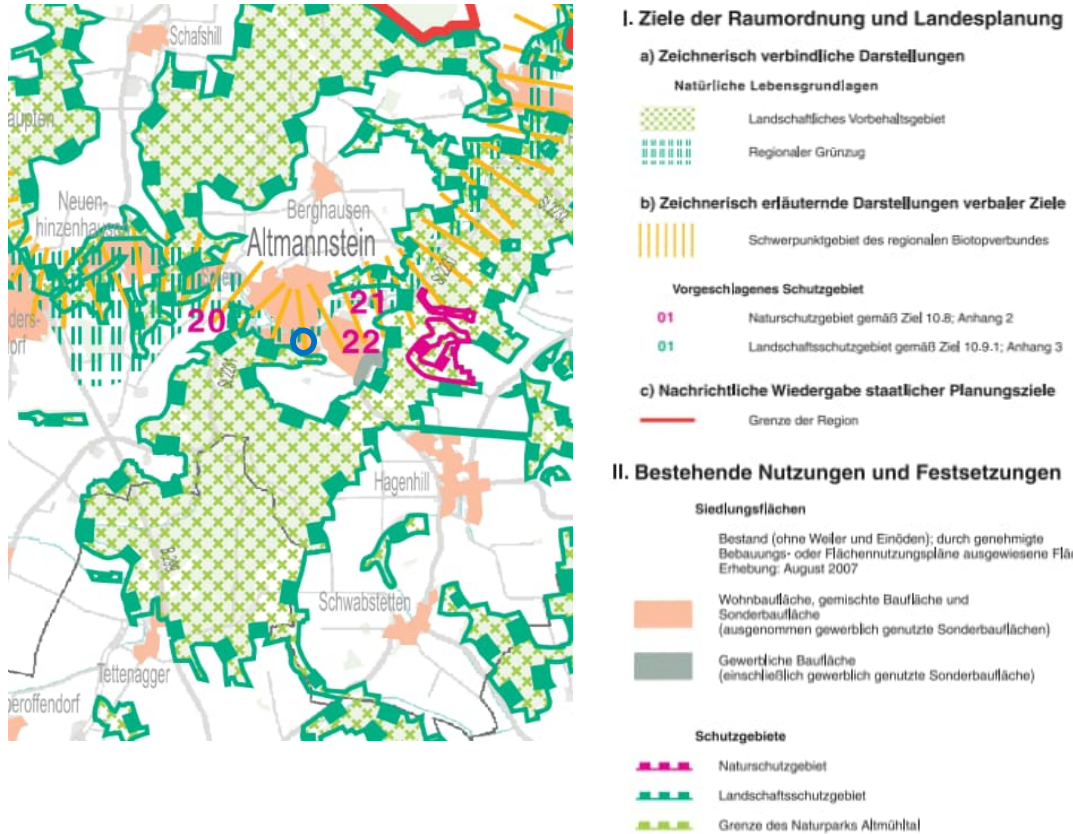 Schafshill
Neuen-
hinzenhausen
Berghausen
Altmannstein
20
21
22
St 2231
Hagenhill
Schwabstetten
Tettenagger
I. Ziele der Raumordnung und Landesplanung
a) Zeichnerisch verbindliche Darstellungen
Natürliche Lebensgrundlagen
Landschaftliches Vorbehaltsgebiet
Regionaler Grünzug
b) Zeichnerisch erläuternde Darstellungen verbaler Ziele
Schwerpunktgebiet des regionalen Biotopverbundes
Vorgeschlagenes Schutzgebiet
01 Naturschutzgebiet gemäß Ziel 10.8; Anhang 2
01 Landschaftsschutzgebiet gemäß Ziel 10.9.1; Anhang 3
c) Nachrichtliche Wiedergabe staatlicher Planungsziele
Grenze der Region
II. Bestehende Nutzungen und Festsetzungen
Siedlungsflächen
Bestand (ohne Weiler und Einöden); durch genehmigte
Bebauungs- oder Flächennutzungspläne ausgewiesene Flä
Erhebung: August 2007
Wohnbaufläche, gemischte Baufläche und
Sonderbaufläche
(ausgenommen gewerblich genutzte Sonderbauflächen)
Gewerbliche Baufläche
(einschließlich gewerblich genutzte Sonderbaufläche)
Schutzgebiete
Naturschutzgebiet
Landschaftsschutzgebiet
Grenze des Naturparks Altmühltal